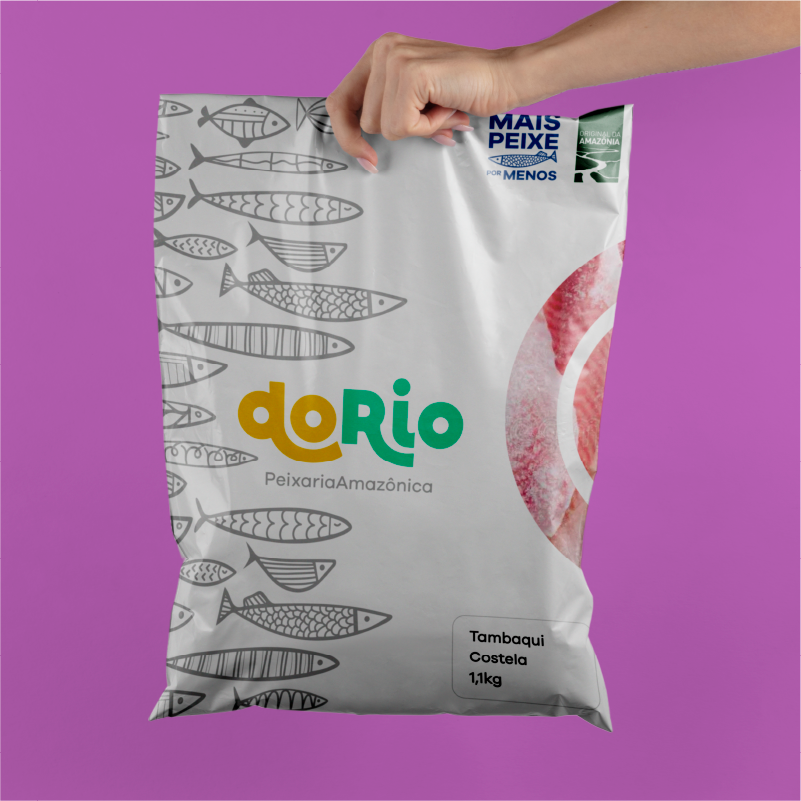 MAIS
PEIXE
POR MENOS
ORIGINAL DA
AMAZÔNIA
doRio
PeixariaAmazônica
Tambaqui
Costela
1,1kg